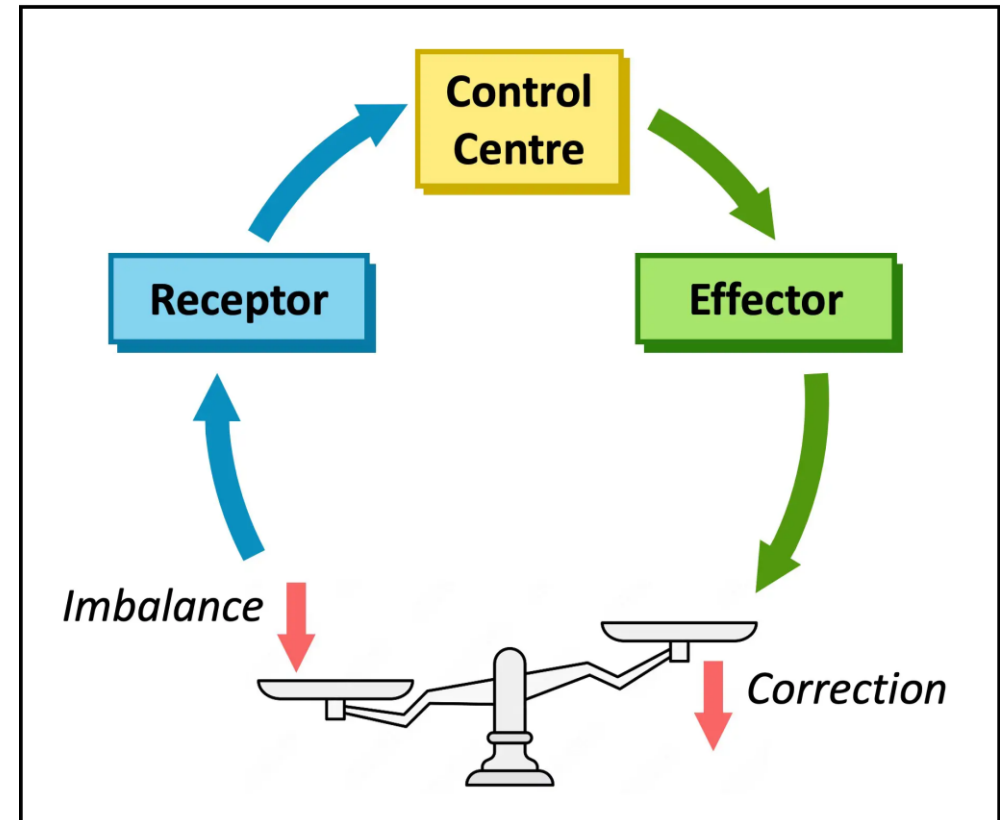 Control
Centre
Receptor
Effector
Imbalance
Correction